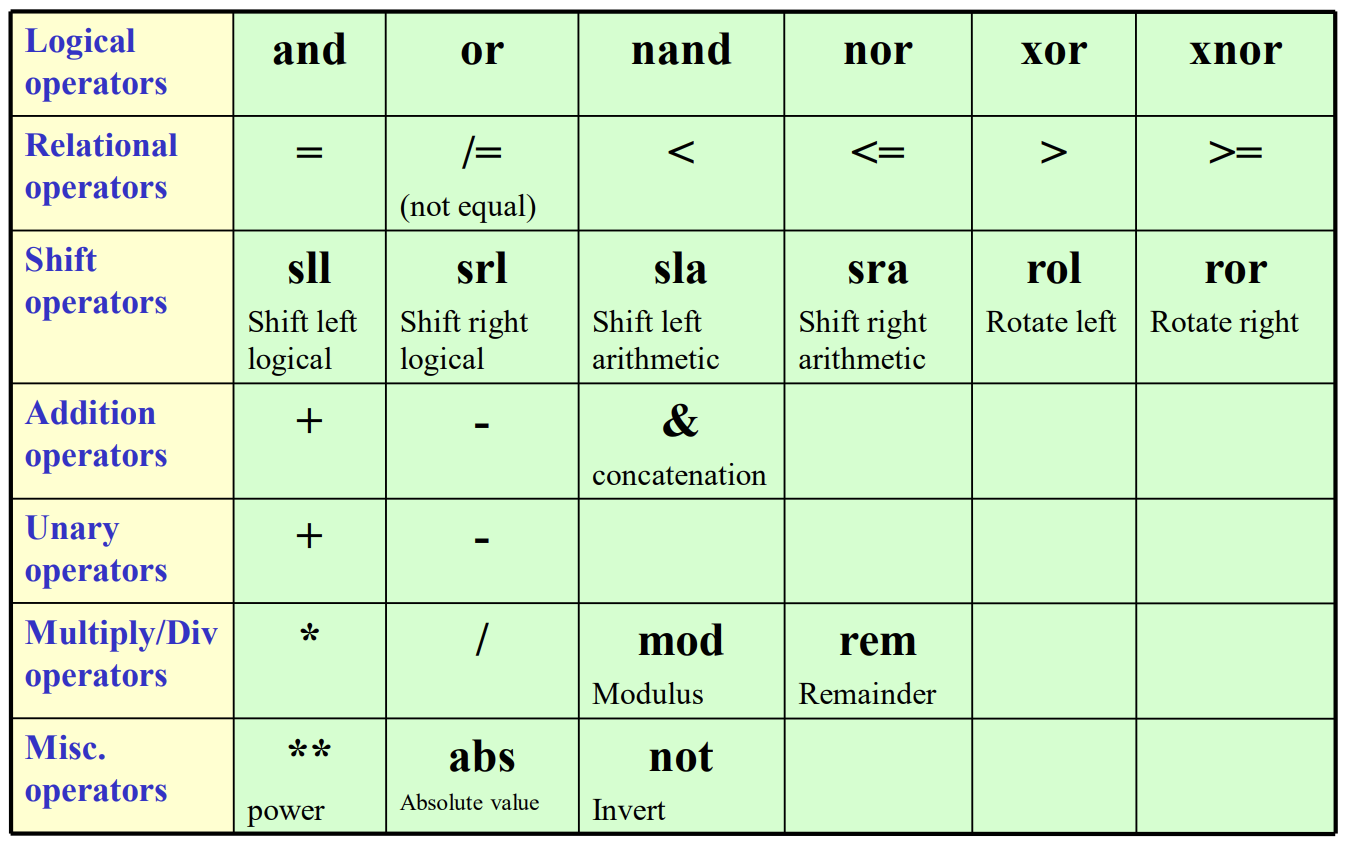 Logical operators and or nand nor xor xnor
Relational operators = /= < <= > >=
(not equal)
Shift operators sll srl sla sra rol ror
Shift left logical Shift right logical Shift left arithmetic Shift right arithmetic Rotate left Rotate right
Addition operators + - &
concatenation
Unary operators + -
Multiply/Div operators * / mod rem
Modulus Remainder
Misc. operators ** abs not
power Absolute value Invert